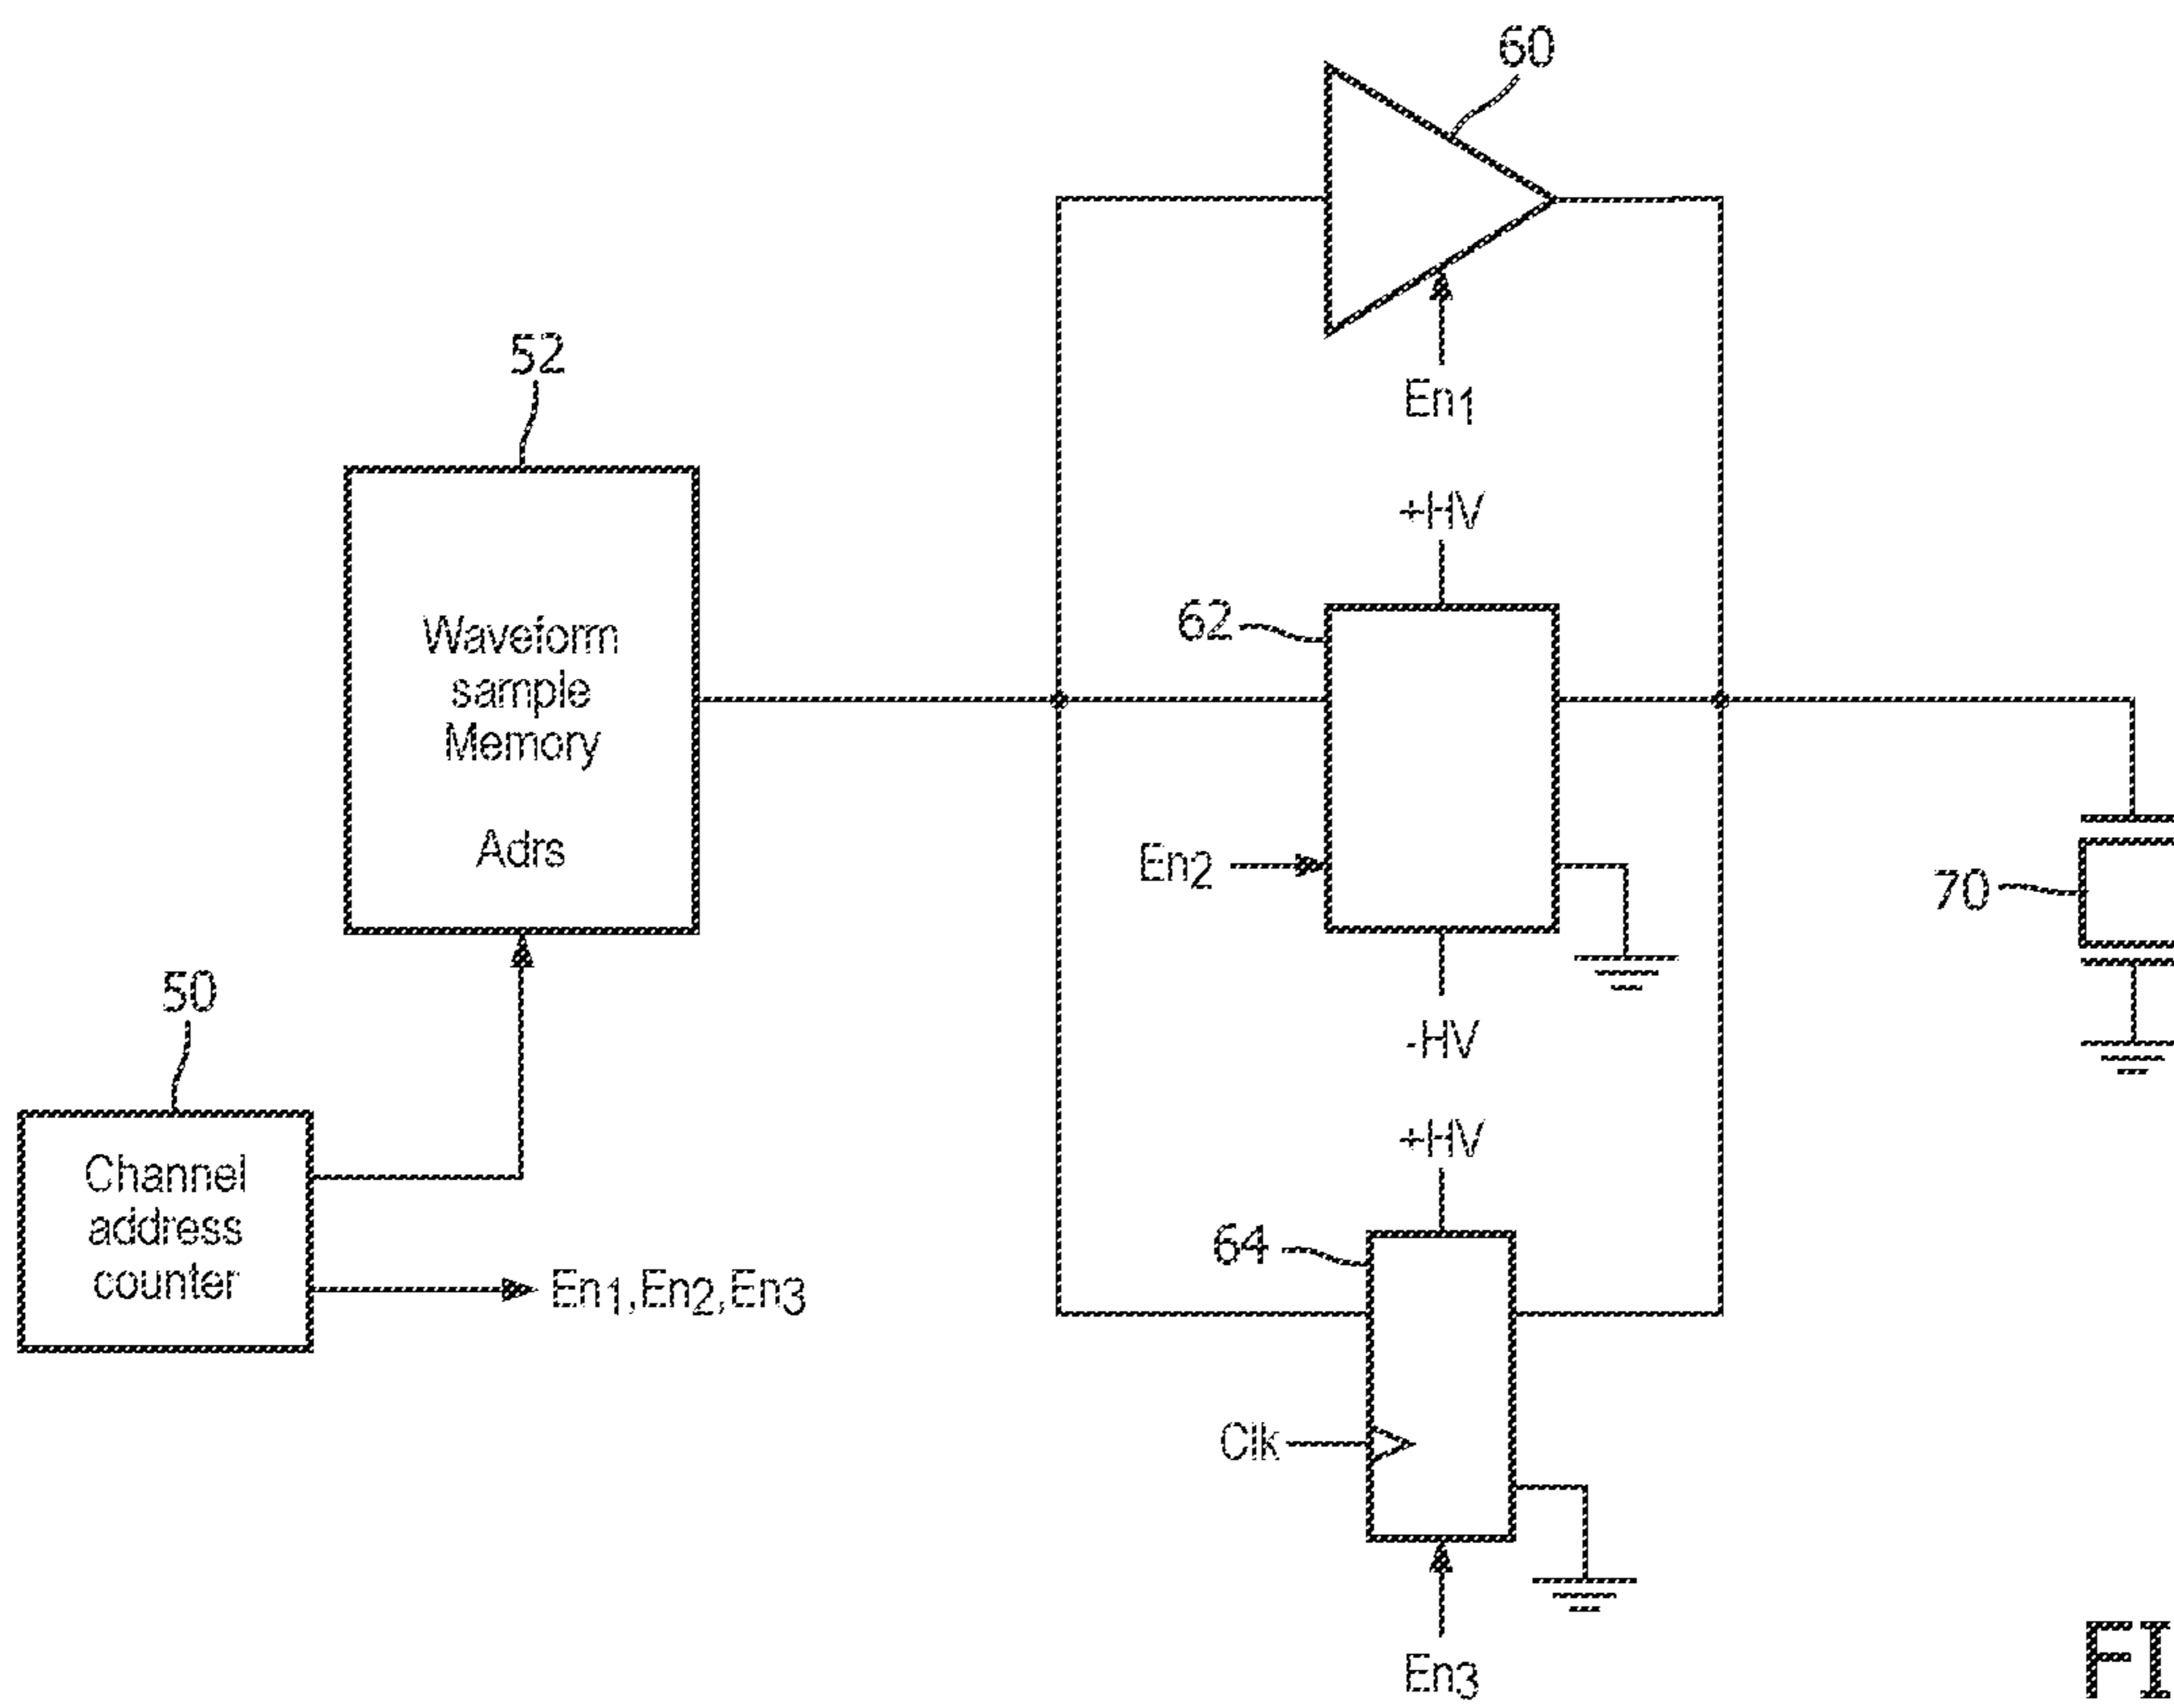 60
En1
52
+HV
62
Waveform
sample
Memory
Adrs
En2
70
50
-HV
+HV
Channel
address
counter
64
En1,En2,En3
Clk
En3
FI